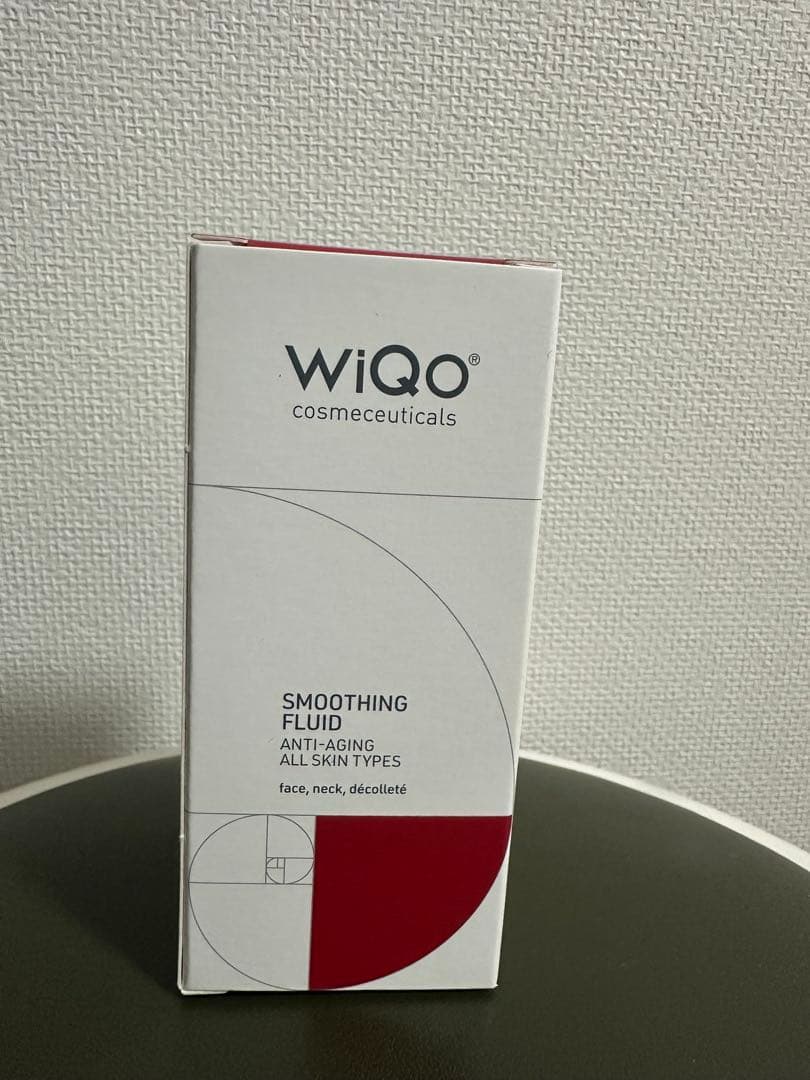 WiQo®
cosmeceuticals
SMOOTHING
FLUID
ANTI-AGING
ALL SKIN TYPES
face, neck, décolleté